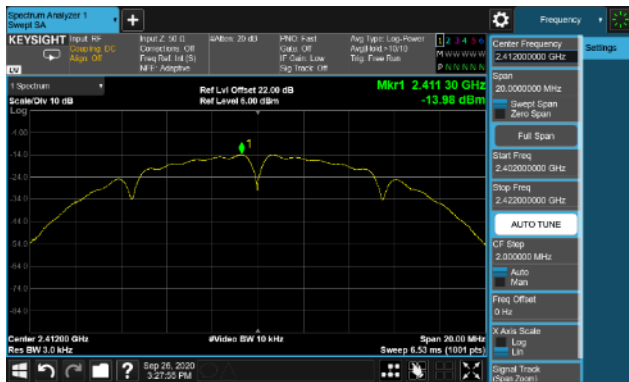 Spectrum Analyzer 1
Swept SA
Frequency
KEYSIGHT
Input: RF
Coupling: DC
Align: Off
Input Z: 50 Ω
Corrections: Off
Freq Ref: Int (S)
NFE: Adaptive
#Atten: 20 dB
PNO: Fast
Gate: Off
IF Gain: Low
Sig Track: Off
Avg Type: Log-Power
Avg|Hold:>10/10
Trig: Free Run
1 2 3 4 5 6
M W W W W W
P N N N N N
LW
1 Spectrum
Scale/Div 10 dB
Log
Ref Lvl Offset 22.00 dB
Ref Level 6.00 dBm
Mkr1 2.411 30 GHz
-13.98 dBm
1
-4.00
-14.0
-24.0
-34.0
-44.0
-54.0
-64.0
-74.0
-84.0
Center 2.41200 GHz
Res BW 3.0 kHz
#Video BW 10 kHz
Span 20.00 MHz
Sweep 6.53 ms (1001 pts)
Center Frequency
2.412000000 GHz
Settings
Span
20.0000000 MHz
Swept Span
Zero Span
Full Span
Start Freq
2.402000000 GHz
Stop Freq
2.422000000 GHz
AUTO TUNE
CF Step
2.000000 MHz
Auto
Man
Freq Offset
0 Hz
X Axis Scale
Log
Lin
Signal Track
(Span Zoom)
?
Sep 26, 2020
3:27:55 PM